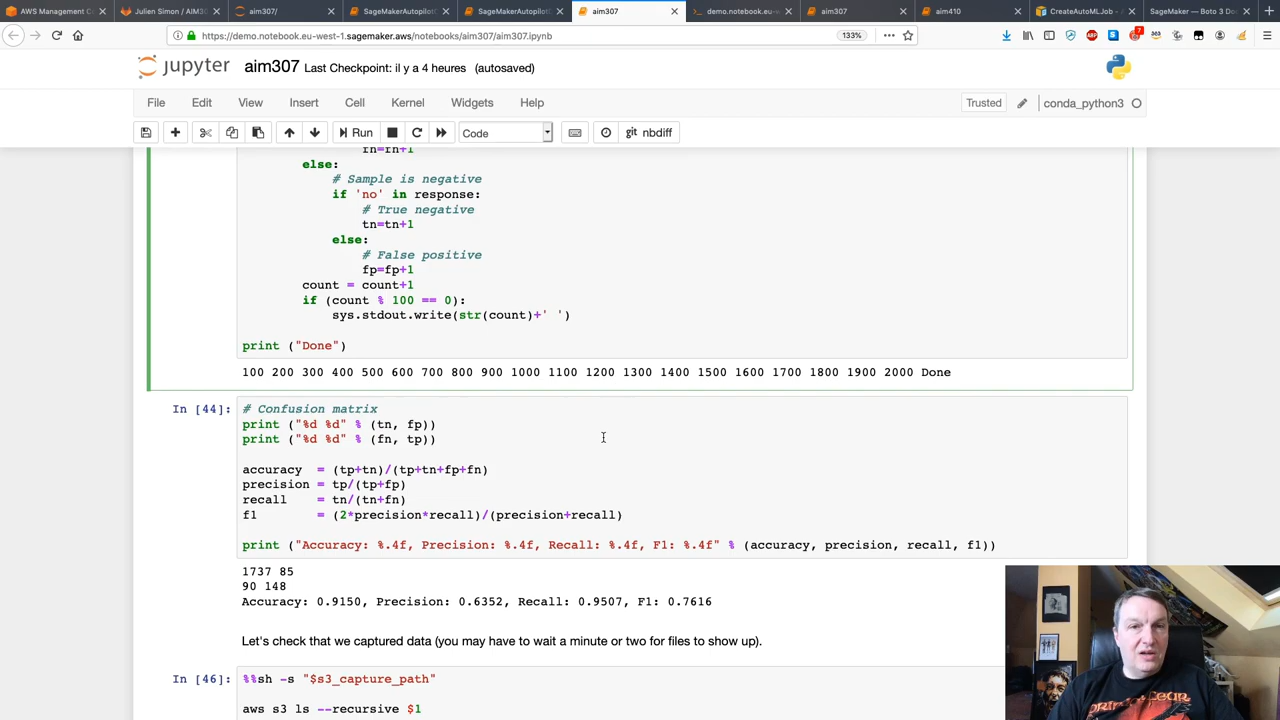 AWS Management C
Julien Simon / AIM30
aim307/
SageMakerAutopilot
SageMakerAutopilot
aim307
demo.notebook.eu-w
aim307
aim410
CreateAutoMLJob —
SageMaker — Boto 3 Do
https://demo.notebook.eu-west-1.sagemaker.aws/notebooks/aim307/aim307.ipynb
133%
7
jupyter aim307 Last Checkpoint: il y a 4 heures (autosaved)
File Edit View Insert Cell Kernel Widgets Help
Trusted conda_python3
Run Code git nbdiff
fn=fn+1
else:
# Sample is negative
if 'no' in response:
# True negative
tn=tn+1
else:
# False positive
fp=fp+1
count = count+1
if (count % 100 == 0):
sys.stdout.write(str(count)+' ')
print ("Done")
100 200 300 400 500 600 700 800 900 1000 1100 1200 1300 1400 1500 1600 1700 1800 1900 2000 Done
In [44]: # Confusion matrix
print ("%d %d" % (tn, fp))
print ("%d %d" % (fn, tp))
accuracy = (tp+tn)/(tp+tn+fp+fn)
precision = tp/(tp+fp)
recall = tn/(tn+fn)
f1 = (2*precision*recall)/(precision+recall)
print ("Accuracy: %.4f, Precision: %.4f, Recall: %.4f, F1: %.4f" % (accuracy, precision, recall, f1))
1737 85
90 148
Accuracy: 0.9150, Precision: 0.6352, Recall: 0.9507, F1: 0.7616
Let's check that we captured data (you may have to wait a minute or two for files to show up).
In [46]: %%sh -s "$s3_capture_path"
aws s3 ls --recursive $1